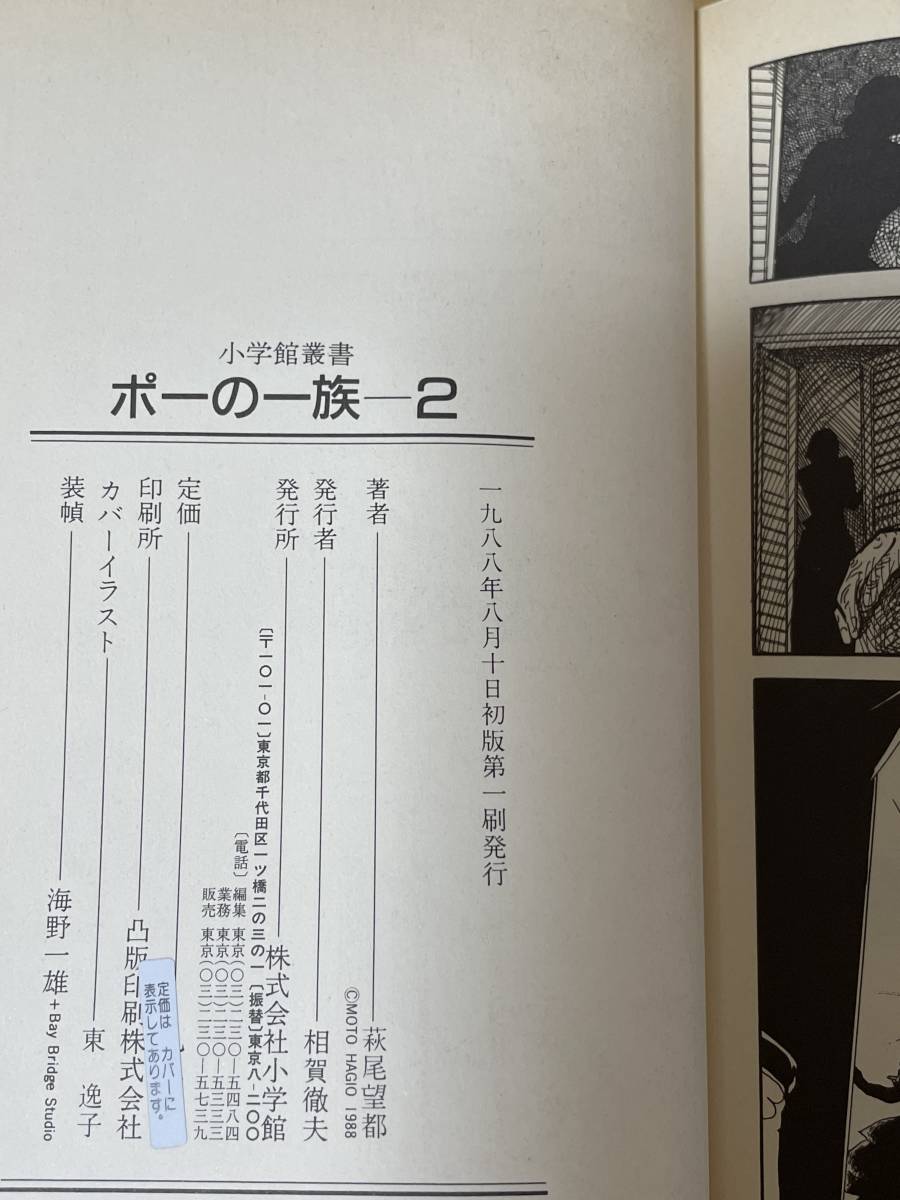 小学館叢書
ポーの一族—2
一九八八年八月十日初版第一刷発行
著者——萩尾望都
©MOTO HAGIO 1988
発行者——相賀徹夫
発行所——株式会社小学館
〔〒一〇一-〇一〕東京都千代田区一ツ橋二の三の一〔振替〕東京八-二〇〇
〔電話〕編集 東京(〇三)二三〇-五四八四
業務 東京(〇三)二三〇-五三三三
販売 東京(〇三)二三〇-五七三九
定価
定価は カバーに
表示してあります。
印刷所——凸版印刷株式会社
カバーイラスト——東 逸子
装幀——海野一雄+Bay Bridge Studio